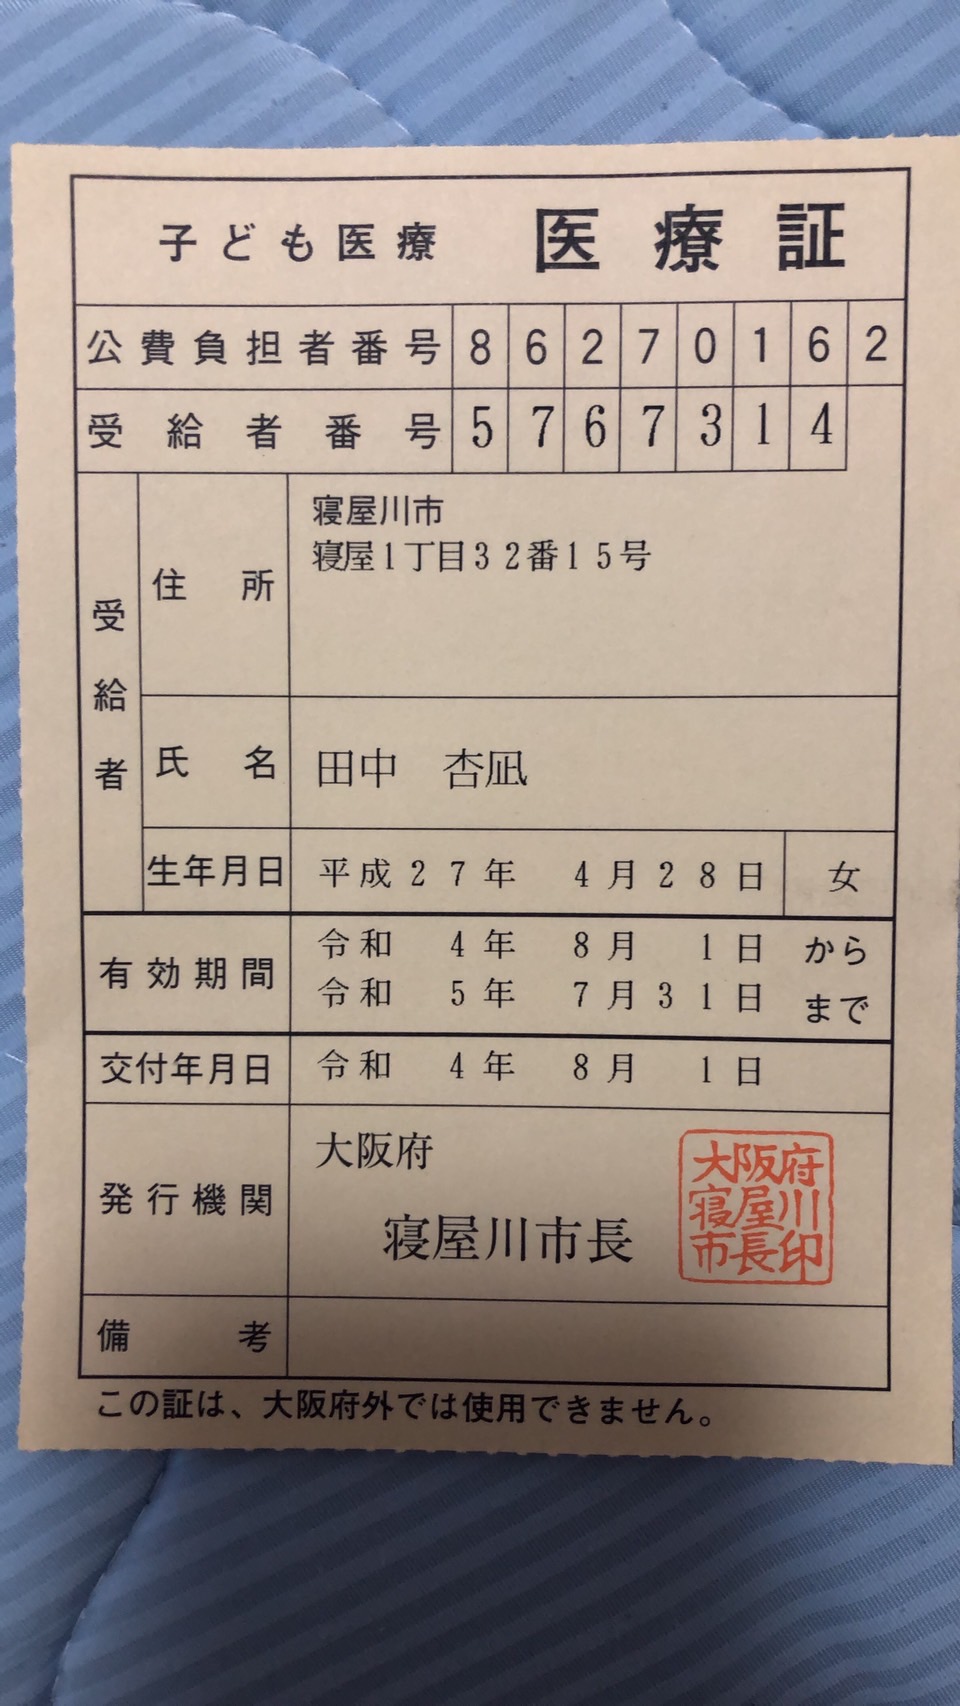 子ども医療 医療証
公費負担者番号 86270162
受給者番号 5767314
受給者
住所 寝屋川市
寝屋1丁目32番15号
氏名 田中 杏凪
生年月日 平成27年 4月28日 女
有効期間 令和 4年 8月 1日 から
令和 5年 7月31日 まで
交付年月日 令和 4年 8月 1日
発行機関 大阪府
寝屋川市長
大阪府
寝屋川
市長印
備考
この証は、大阪府外では使用できません。